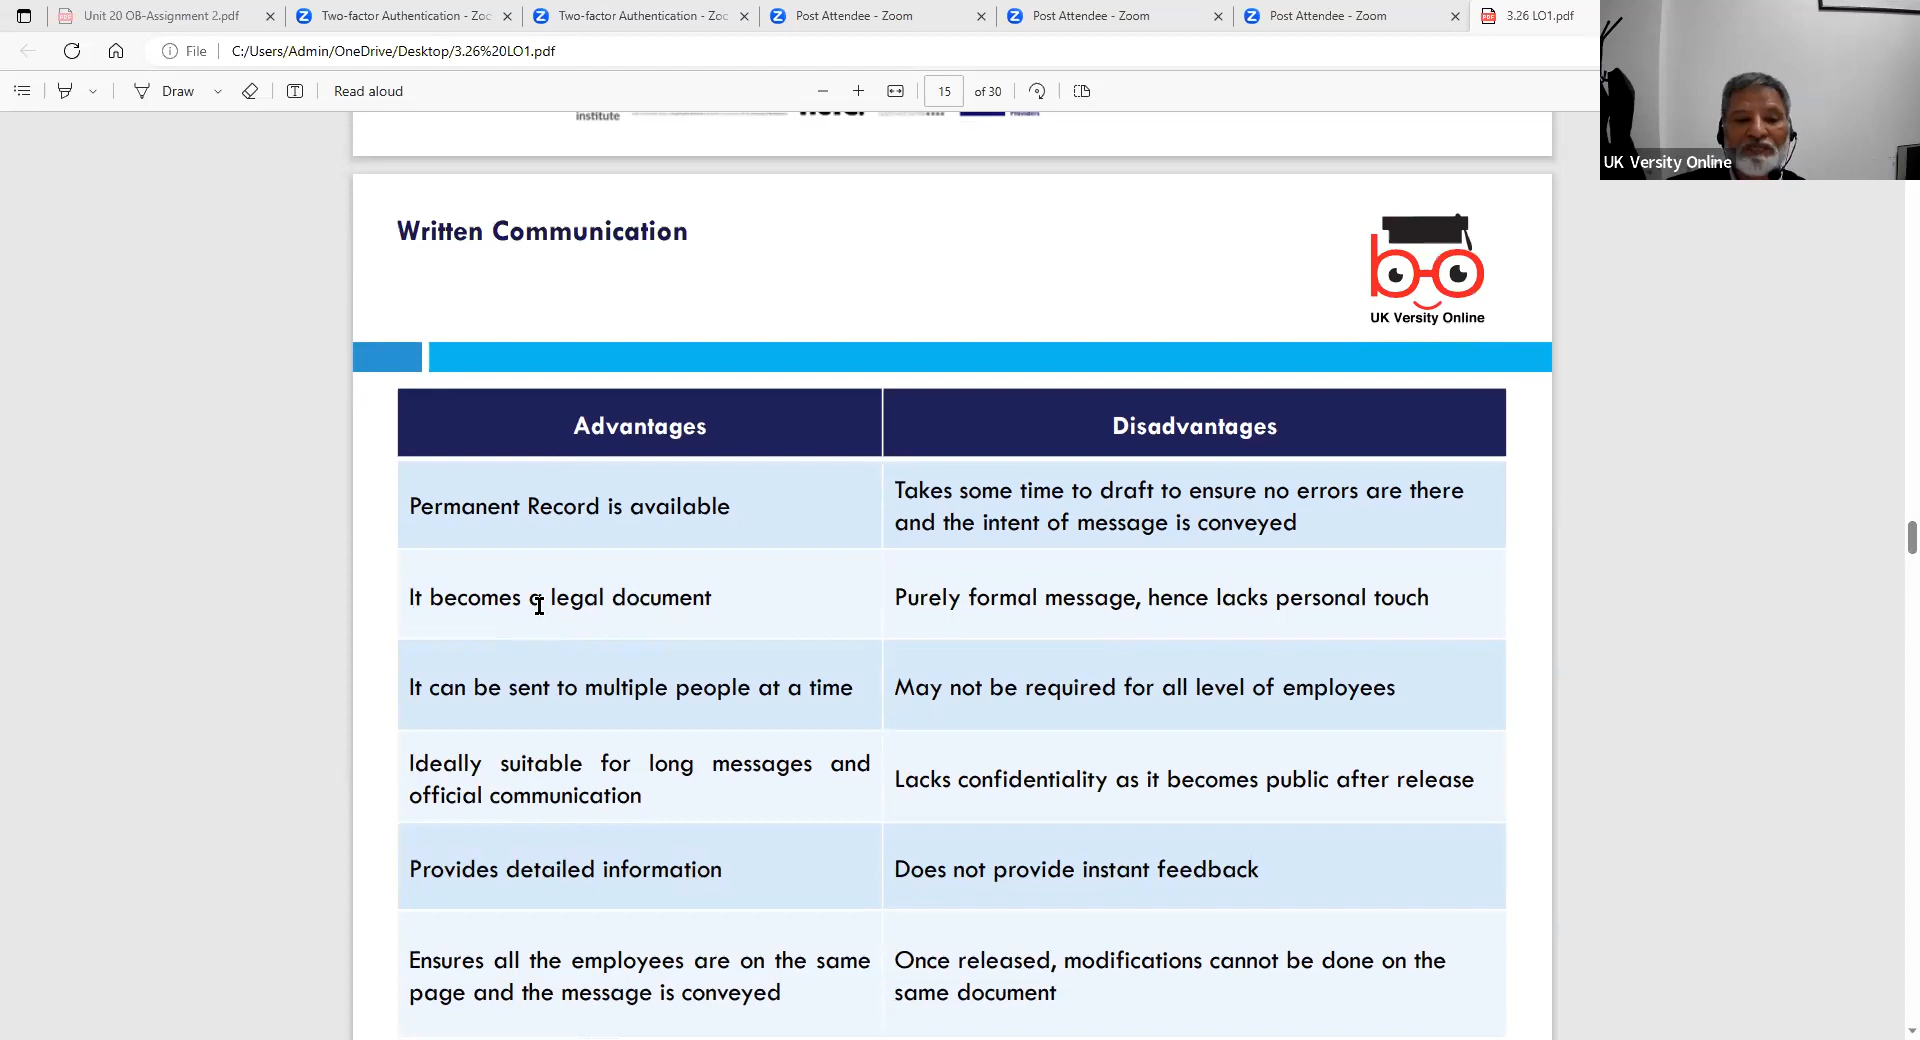 Unit 20 OB-Assignment 2.pdf
Two-factor Authentication - Zoc
Two-factor Authentication - Zoc
Post Attendee - Zoom
Post Attendee - Zoom
Post Attendee - Zoom
3.26 LO1.pdf
File
C:/Users/Admin/OneDrive/Desktop/3.26%20LO1.pdf
Draw
Read aloud
15
of 30
UK Versity Online
institute
Written Communication
UK Versity Online
Advantages
Disadvantages
Permanent Record is available
Takes some time to draft to ensure no errors are there
and the intent of message is conveyed
It becomes a legal document
Purely formal message, hence lacks personal touch
It can be sent to multiple people at a time
May not be required for all level of employees
Ideally suitable for long messages and
official communication
Lacks confidentiality as it becomes public after release
Provides detailed information
Does not provide instant feedback
Ensures all the employees are on the same
page and the message is conveyed
Once released, modifications cannot be done on the
same document